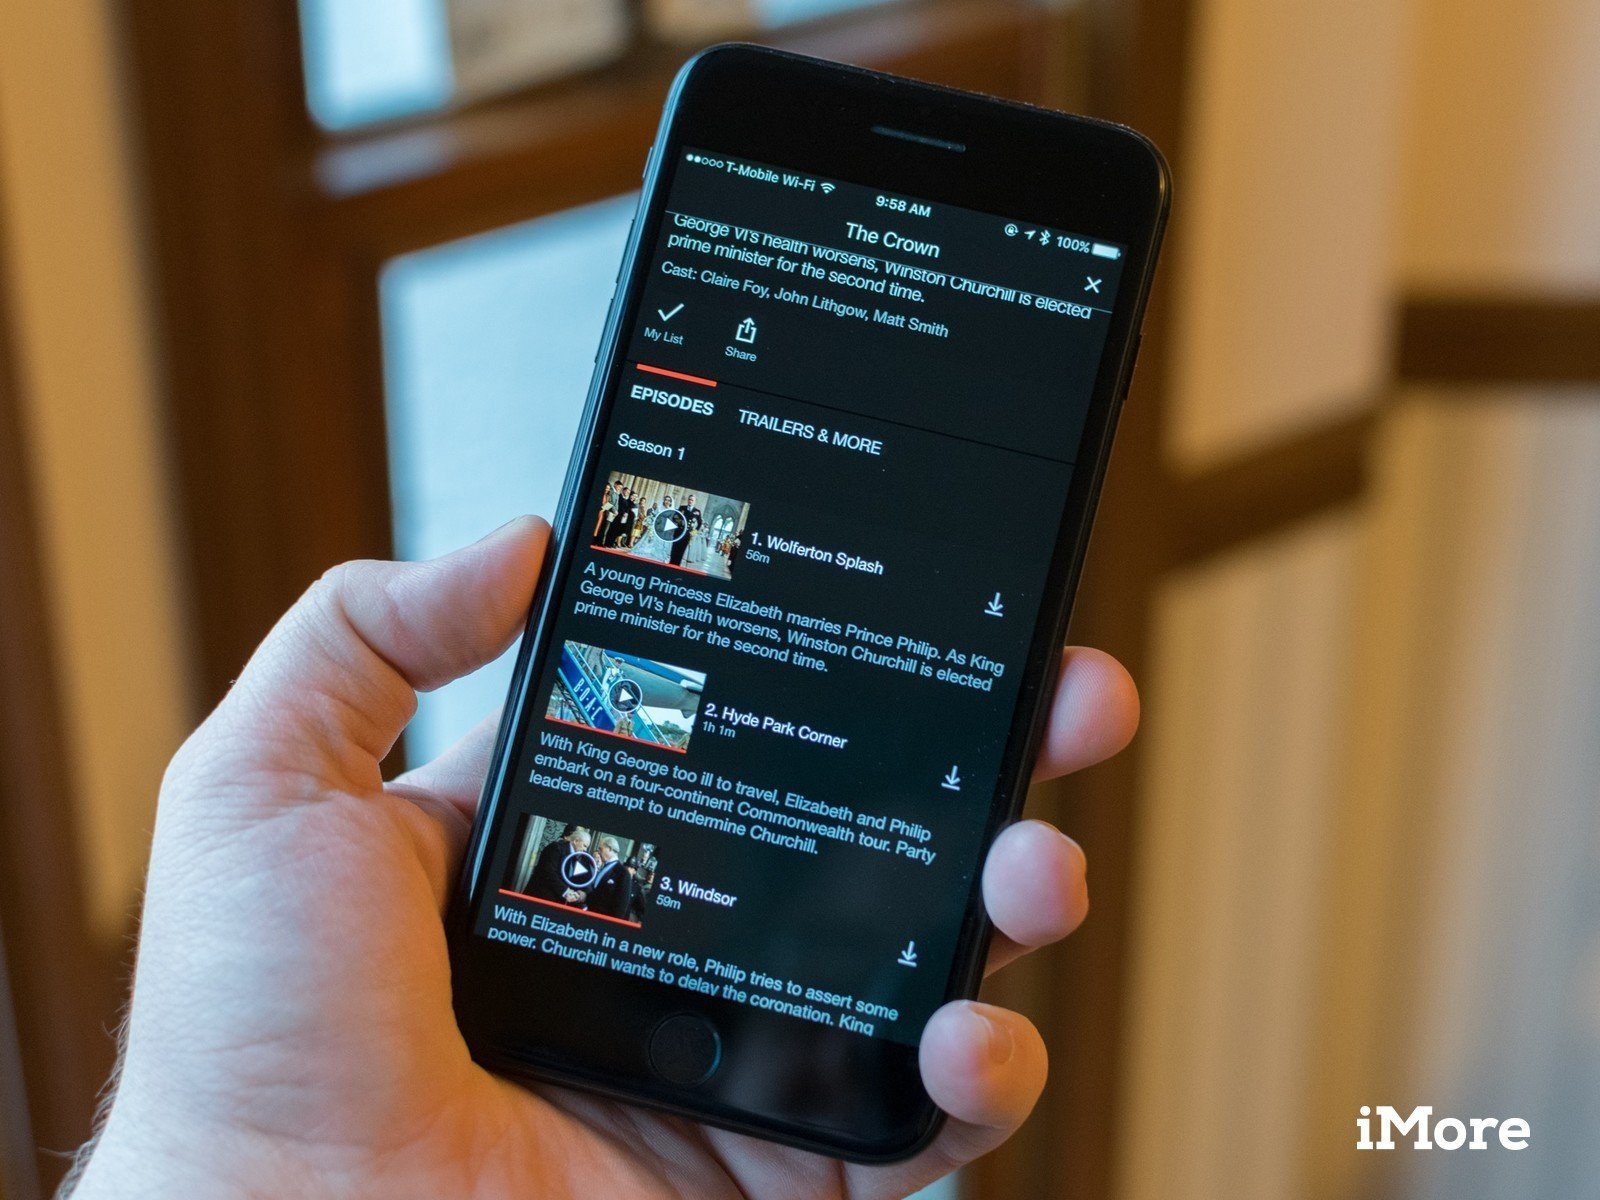 T-Mobile Wi-Fi
9:58 AM
100%
The Crown
George VI's health worsens, Winston Churchill is elected
prime minister for the second time.
Cast: Claire Foy, John Lithgow, Matt Smith
My List
Share
EPISODES
TRAILERS & MORE
Season 1
1. Wolferton Splash
56m
A young Princess Elizabeth marries Prince Philip. As King
George VI's health worsens, Winston Churchill is elected
prime minister for the second time.
B·O·A·C
2. Hyde Park Corner
1h 1m
With King George too ill to travel, Elizabeth and Philip
embark on a four-continent Commonwealth tour. Party
leaders attempt to undermine Churchill.
3. Windsor
59m
With Elizabeth in a new role, Philip tries to assert some
power. Churchill wants to delay the coronation. King
iMore